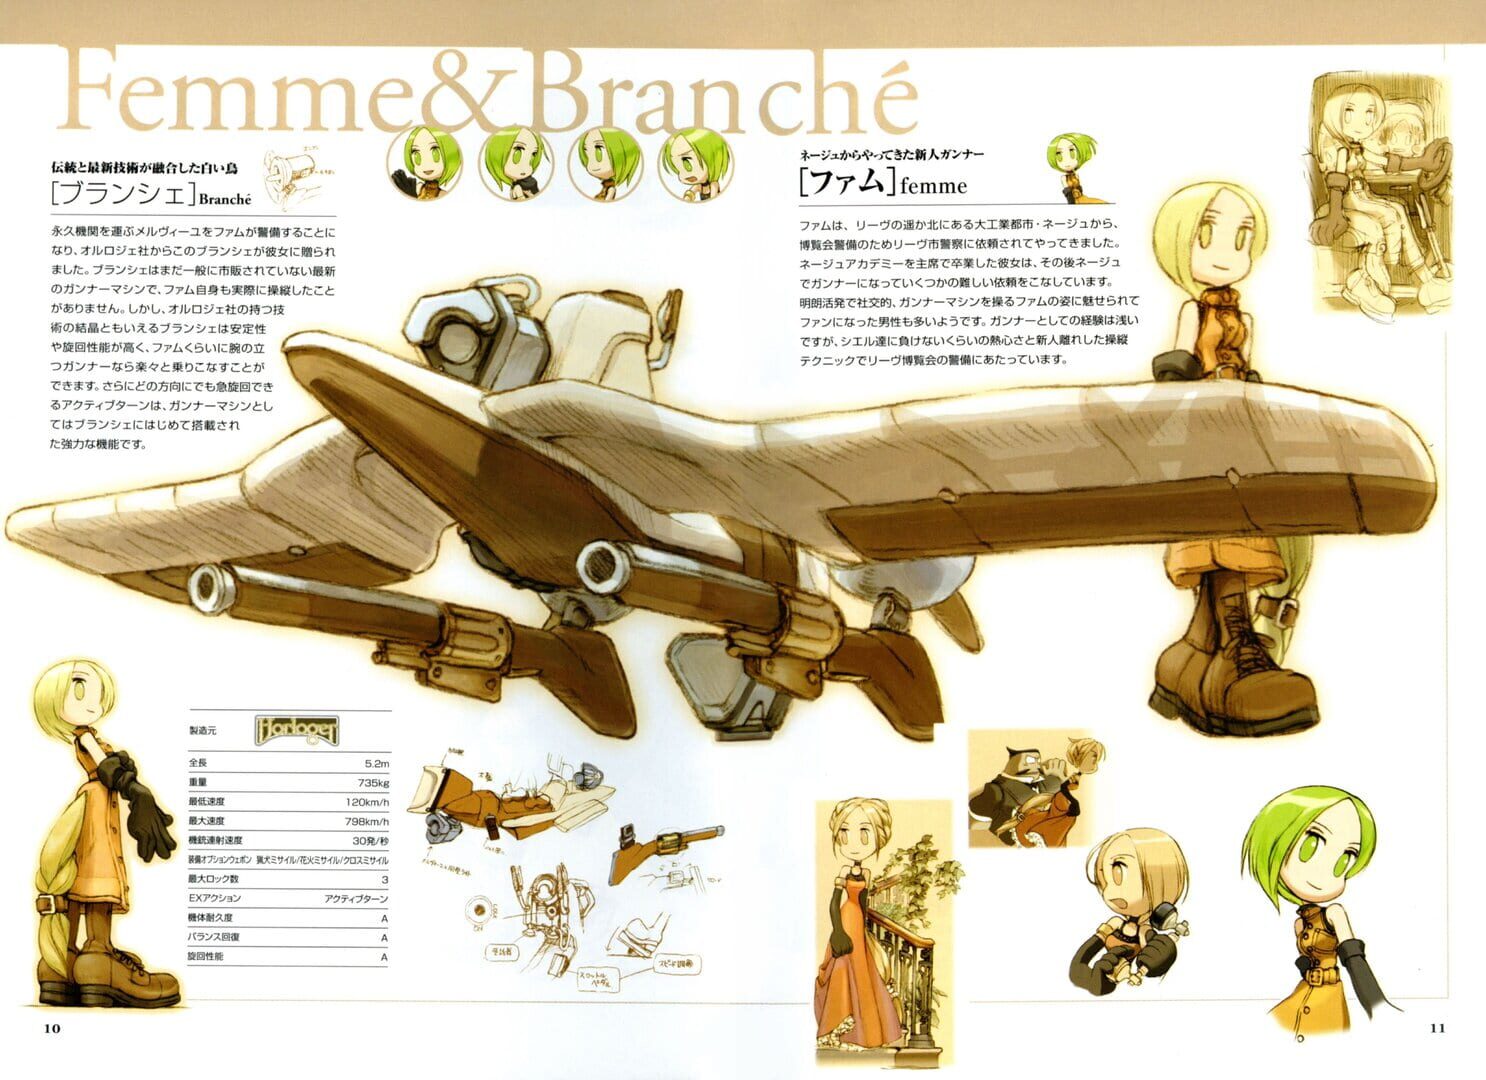 Femme&Branché
伝統と最新技術が融合した白い鳥
[ブランシェ] Branché
永久機関を運ぶメルヴィーユをファムが警備することに
なり、オルロジェ社からこのブランシェが彼女に贈られ
ました。ブランシェはまだ一般に市販されていない最新
のガンナーマシンで、ファム自身も実際に操縦したこと
がありません。しかし、オルロジェ社の持つ技
術の結晶ともいえるブランシェは安定性
や旋回性能が高く、ファムくらいに腕の立
つガンナーなら楽々と乗りこなすことが
できます。さらにどの方向にでも急旋回でき
るアクティブターンは、ガンナーマシンとし
てはブランシェにはじめて搭載され
た強力な機能です。
ネージュからやってきた新人ガンナー
[ファム] femme
ファムは、リーヴの遥か北にある大工業都市・ネージュから、
博覧会警備のためリーヴ市警察に依頼されてやってきました。
ネージュアカデミーを主席で卒業した彼女は、その後ネージュ
でガンナーになっていくつかの難しい依頼をこなしています。
明朗活発で社交的、ガンナーマシンを操るファムの姿に魅せられて
ファンになった男性も多いようです。ガンナーとしての経験は浅い
ですが、シエル達に負けないくらいの熱心さと新人離れした操縦
テクニックでリーヴ博覧会の警備にあたっています。
製造元 Horloger
全長 5.2m
重量 735kg
最低速度 120km/h
最大速度 798km/h
機銃連射速度 30発/秒
装備オプションウェポン 猟犬ミサイル/花火ミサイル/クロスミサイル
最大ロック数 3
EXアクション アクティブターン
機体耐久度 A
バランス回復 A
旋回性能 A
受話器
スロットル
ペダル
スピード調節
10
11